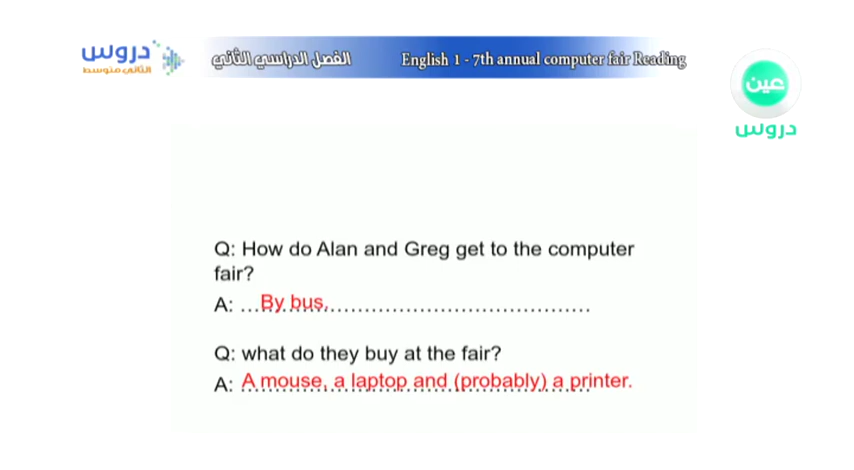 دروس
الثاني متوسط
الفصل الدراسي الثاني
English 1 - 7th annual computer fair Reading
عين
دروس
Q: How do Alan and Greg get to the computer
fair?
A: ...By bus.......................................
Q: what do they buy at the fair?
A: A mouse, a laptop and (probably) a printer.